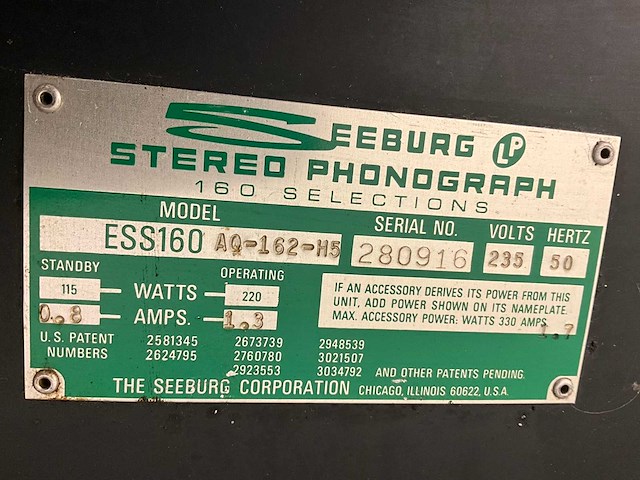 SEEBURG LP
STEREO PHONOGRAPH
160 SELECTIONS
MODEL SERIAL NO. VOLTS HERTZ
ESS160 AQ-162-H5 280916 235 50
STANDBY OPERATING
115 WATTS 220
0.8 AMPS. 1.3
IF AN ACCESSORY DERIVES ITS POWER FROM THIS
UNIT, ADD POWER SHOWN ON ITS NAMEPLATE.
MAX. ACCESSORY POWER: WATTS 330 AMPS 1.7
U.S. PATENT 2581345 2673739 2948539
NUMBERS 2624795 2760780 3021507
2923553 3034792 AND OTHER PATENTS PENDING.
THE SEEBURG CORPORATION CHICAGO, ILLINOIS 60622, U.S.A.